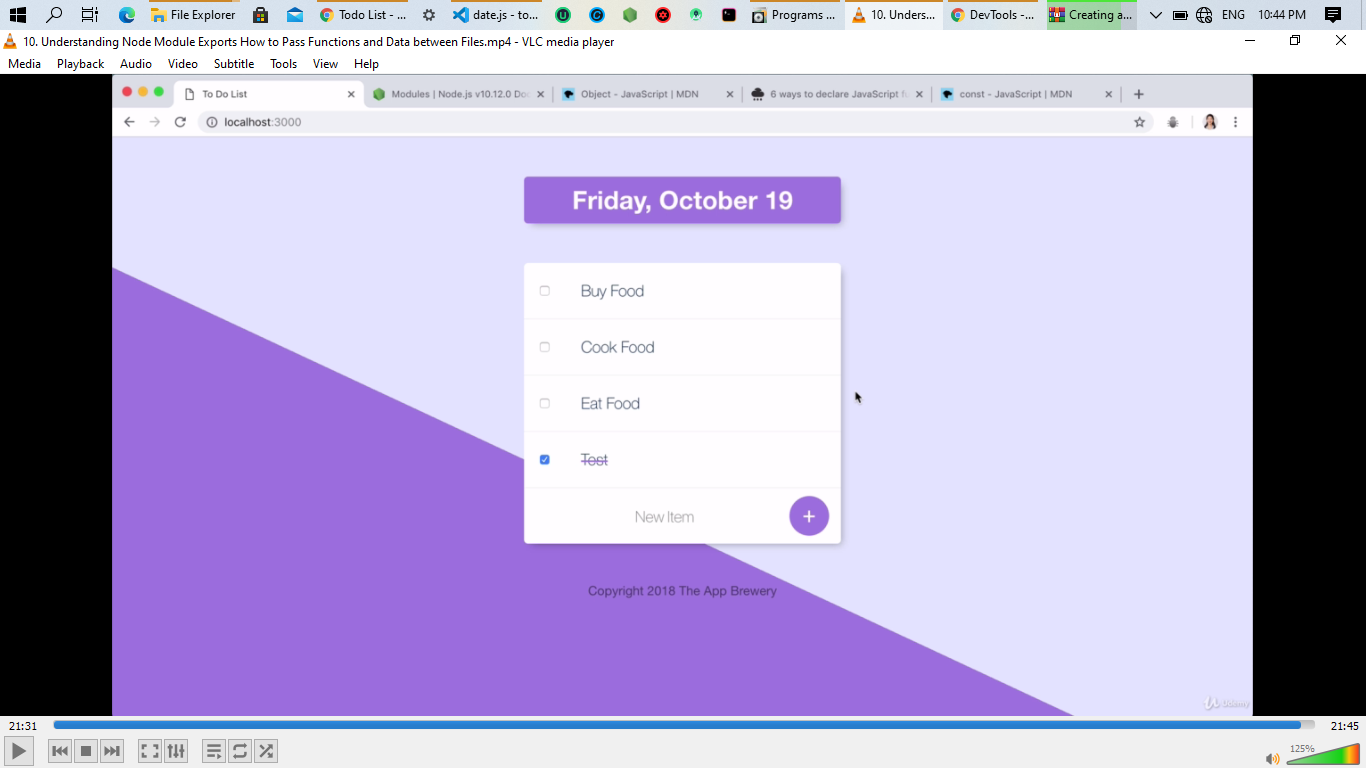 File Explorer
Todo List - ...
date.js - to...
Programs ...
10. Unders...
DevTools -...
Creating a...
ENG
10:44 PM
10. Understanding Node Module Exports How to Pass Functions and Data between Files.mp4 - VLC media player
Media Playback Audio Video Subtitle Tools View Help
To Do List
Modules | Node.js v10.12.0 Doc
Object - JavaScript | MDN
6 ways to declare JavaScript fu
const - JavaScript | MDN
localhost:3000
Friday, October 19
Buy Food
Cook Food
Eat Food
Test
New Item
+
Copyright 2018 The App Brewery
Udemy
21:31
21:45
125%